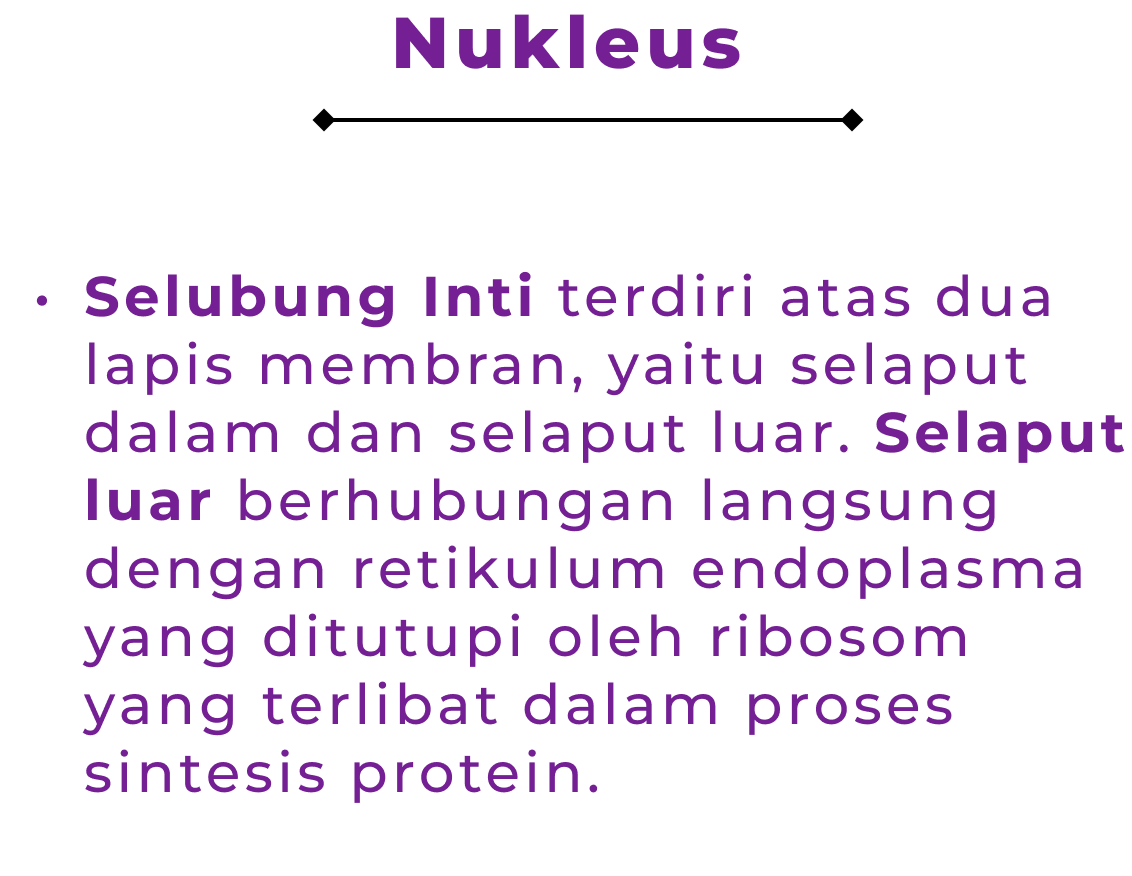 Nukleus
• Selubung Inti terdiri atas dua
lapis membran, yaitu selaput
dalam dan selaput luar. Selaput
luar berhubungan langsung
dengan retikulum endoplasma
yang ditutupi oleh ribosom
yang terlibat dalam proses
sintesis protein.